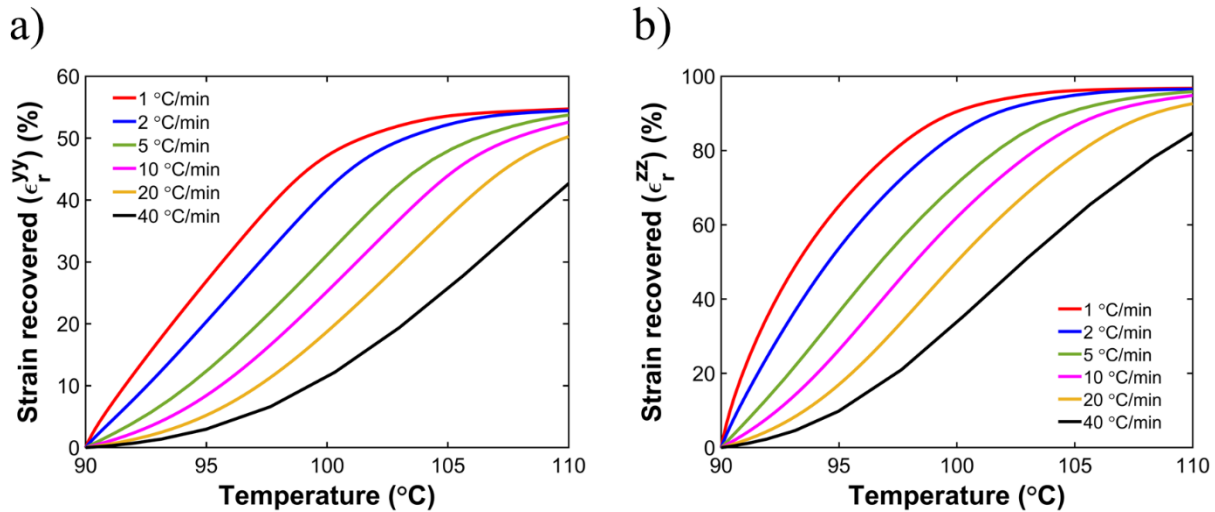 a)
Strain recovered (ϵ_r^yy) (%)
60
50
40
30
20
10
0
1 °C/min
2 °C/min
5 °C/min
10 °C/min
20 °C/min
40 °C/min
90 95 100 105 110
Temperature (°C)
b)
Strain recovered (ϵ_r^zz) (%)
100
80
60
40
20
0
1 °C/min
2 °C/min
5 °C/min
10 °C/min
20 °C/min
40 °C/min
90 95 100 105 110
Temperature (°C)